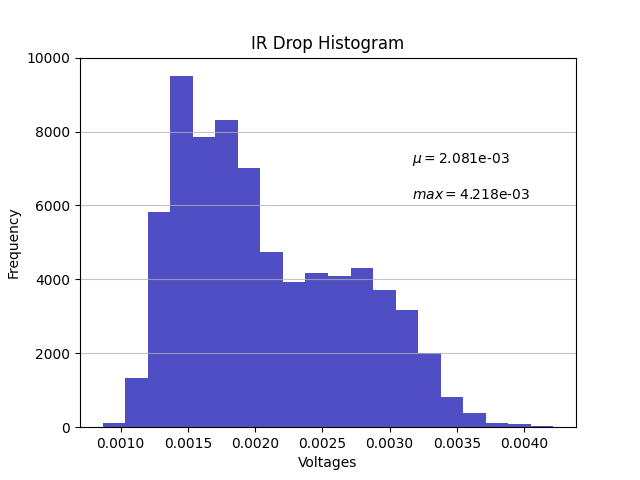 IR Drop Histogram
10000
8000
6000
4000
2000
0
Frequency
μ = 2.081e-03
max = 4.218e-03
0.0010 0.0015 0.0020 0.0025 0.0030 0.0035 0.0040
Voltages